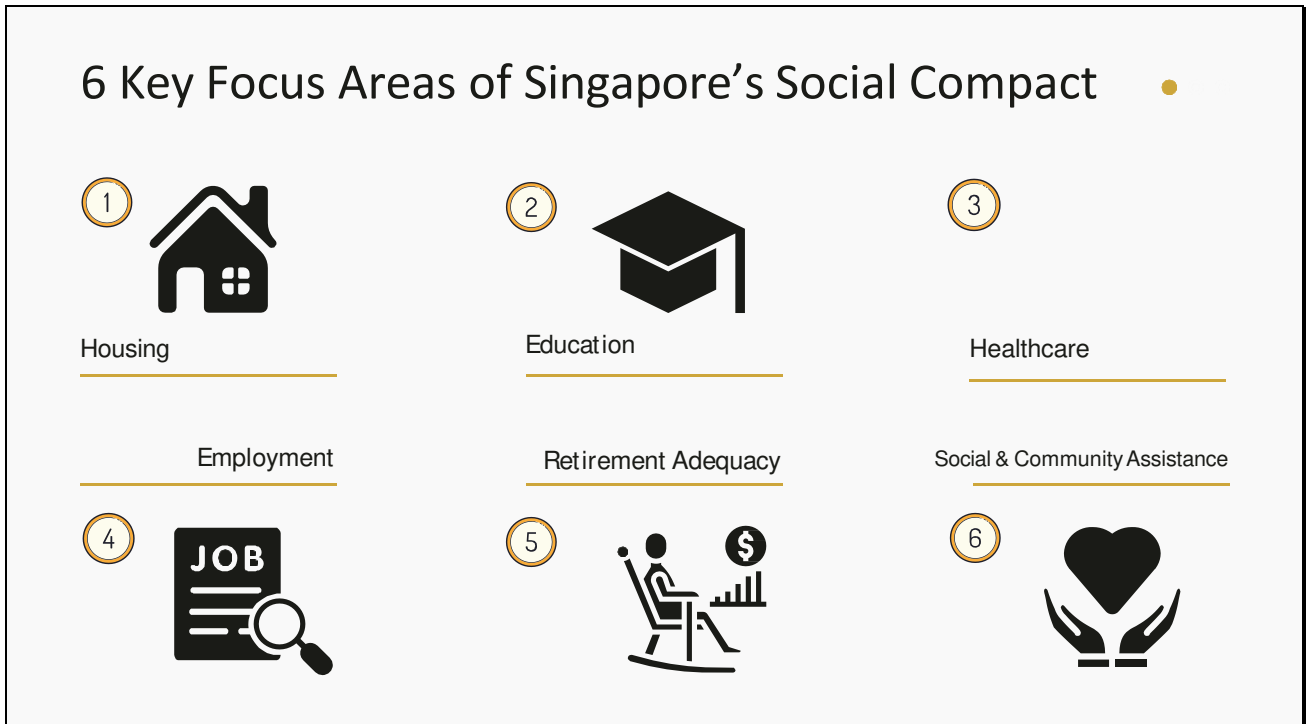 6 Key Focus Areas of Singapore’s Social Compact
1
2
3
Housing
Education
Healthcare
Employment
Retirement Adequacy
Social & Community Assistance
4
JOB
5
$
6